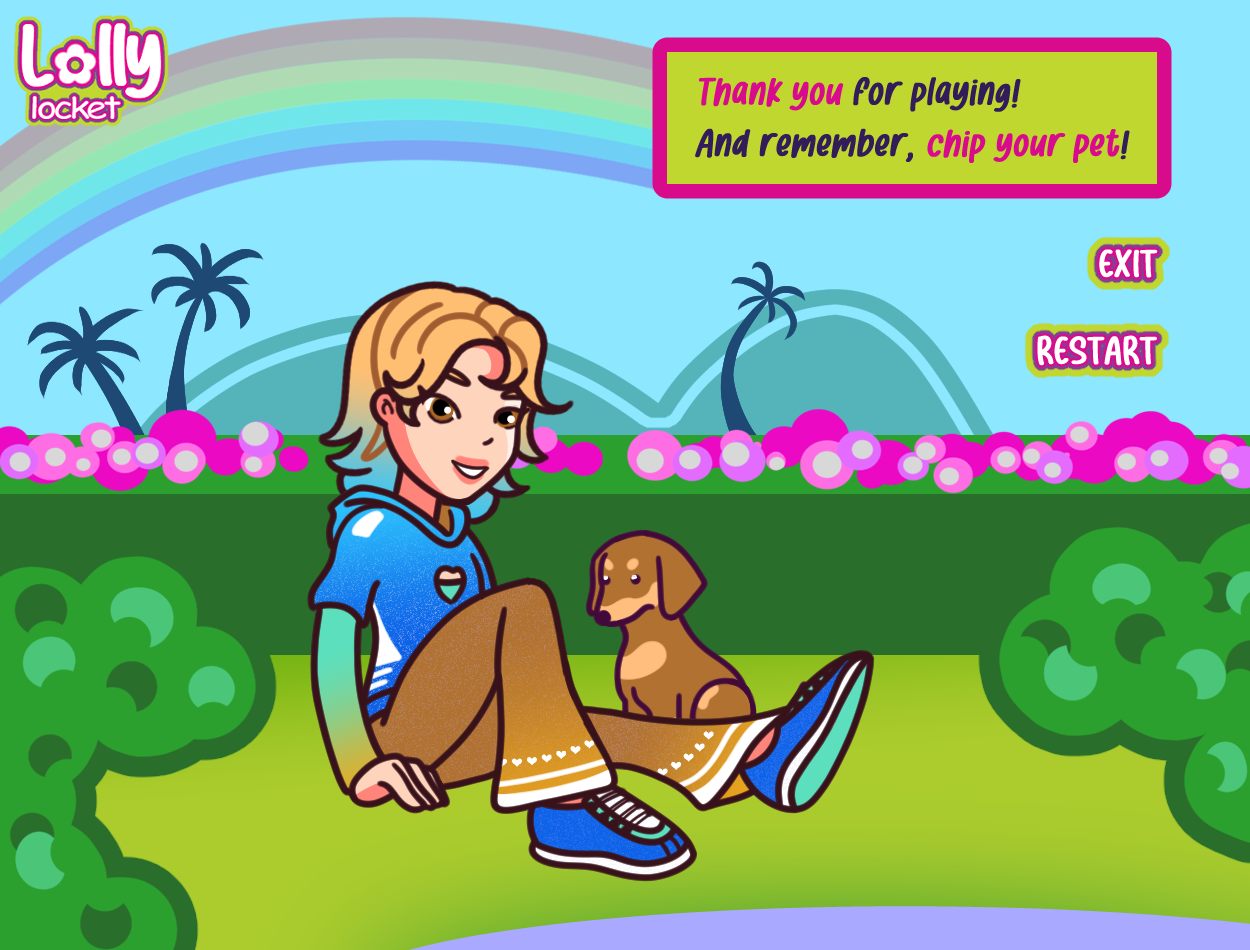 Lolly
locket
Thank you for playing!
And remember, chip your pet!
EXIT
RESTART